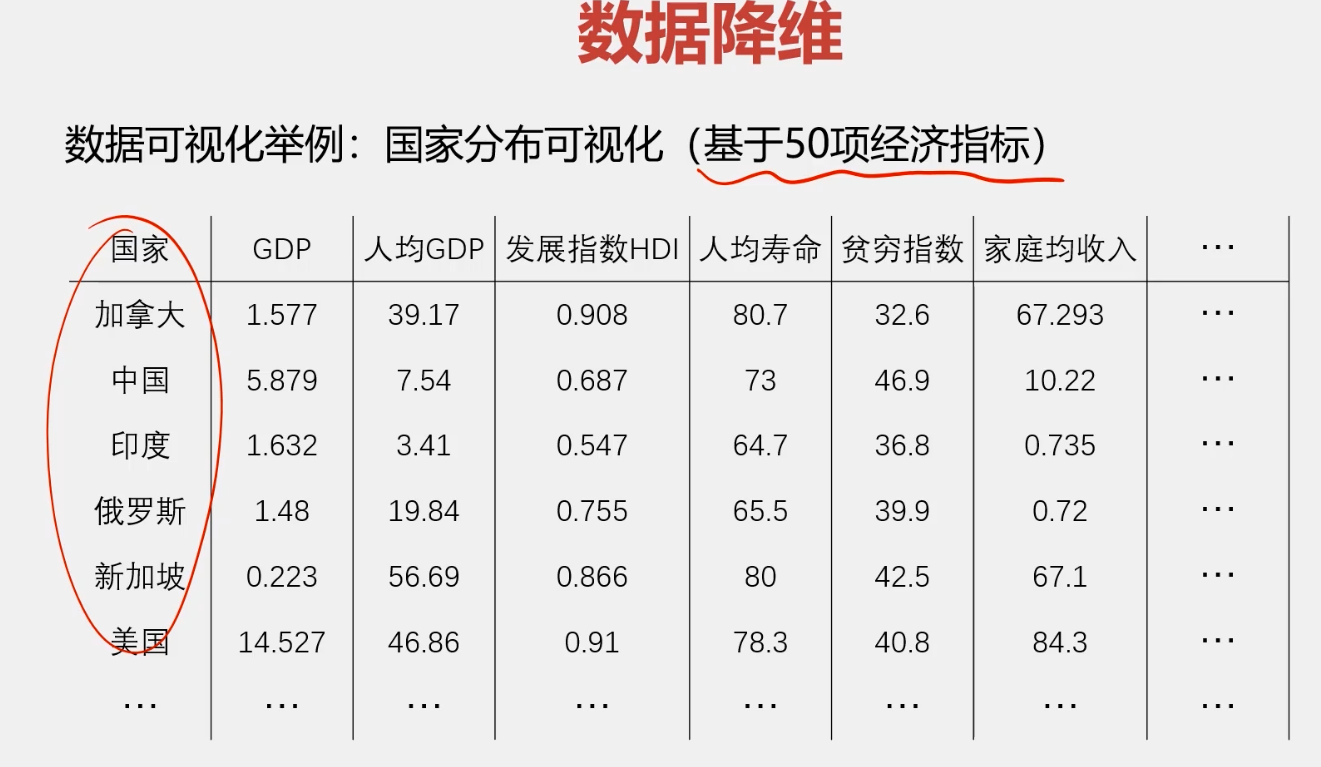 数据降维
数据可视化举例：国家分布可视化（基于50项经济指标）
国家 GDP 人均GDP 发展指数HDI 人均寿命 贫穷指数 家庭均收入 ...
加拿大 1.577 39.17 0.908 80.7 32.6 67.293 ...
中国 5.879 7.54 0.687 73 46.9 10.22 ...
印度 1.632 3.41 0.547 64.7 36.8 0.735 ...
俄罗斯 1.48 19.84 0.755 65.5 39.9 0.72 ...
新加坡 0.223 56.69 0.866 80 42.5 67.1 ...
美国 14.527 46.86 0.91 78.3 40.8 84.3 ...
... ... ... ... ... ... ... ...